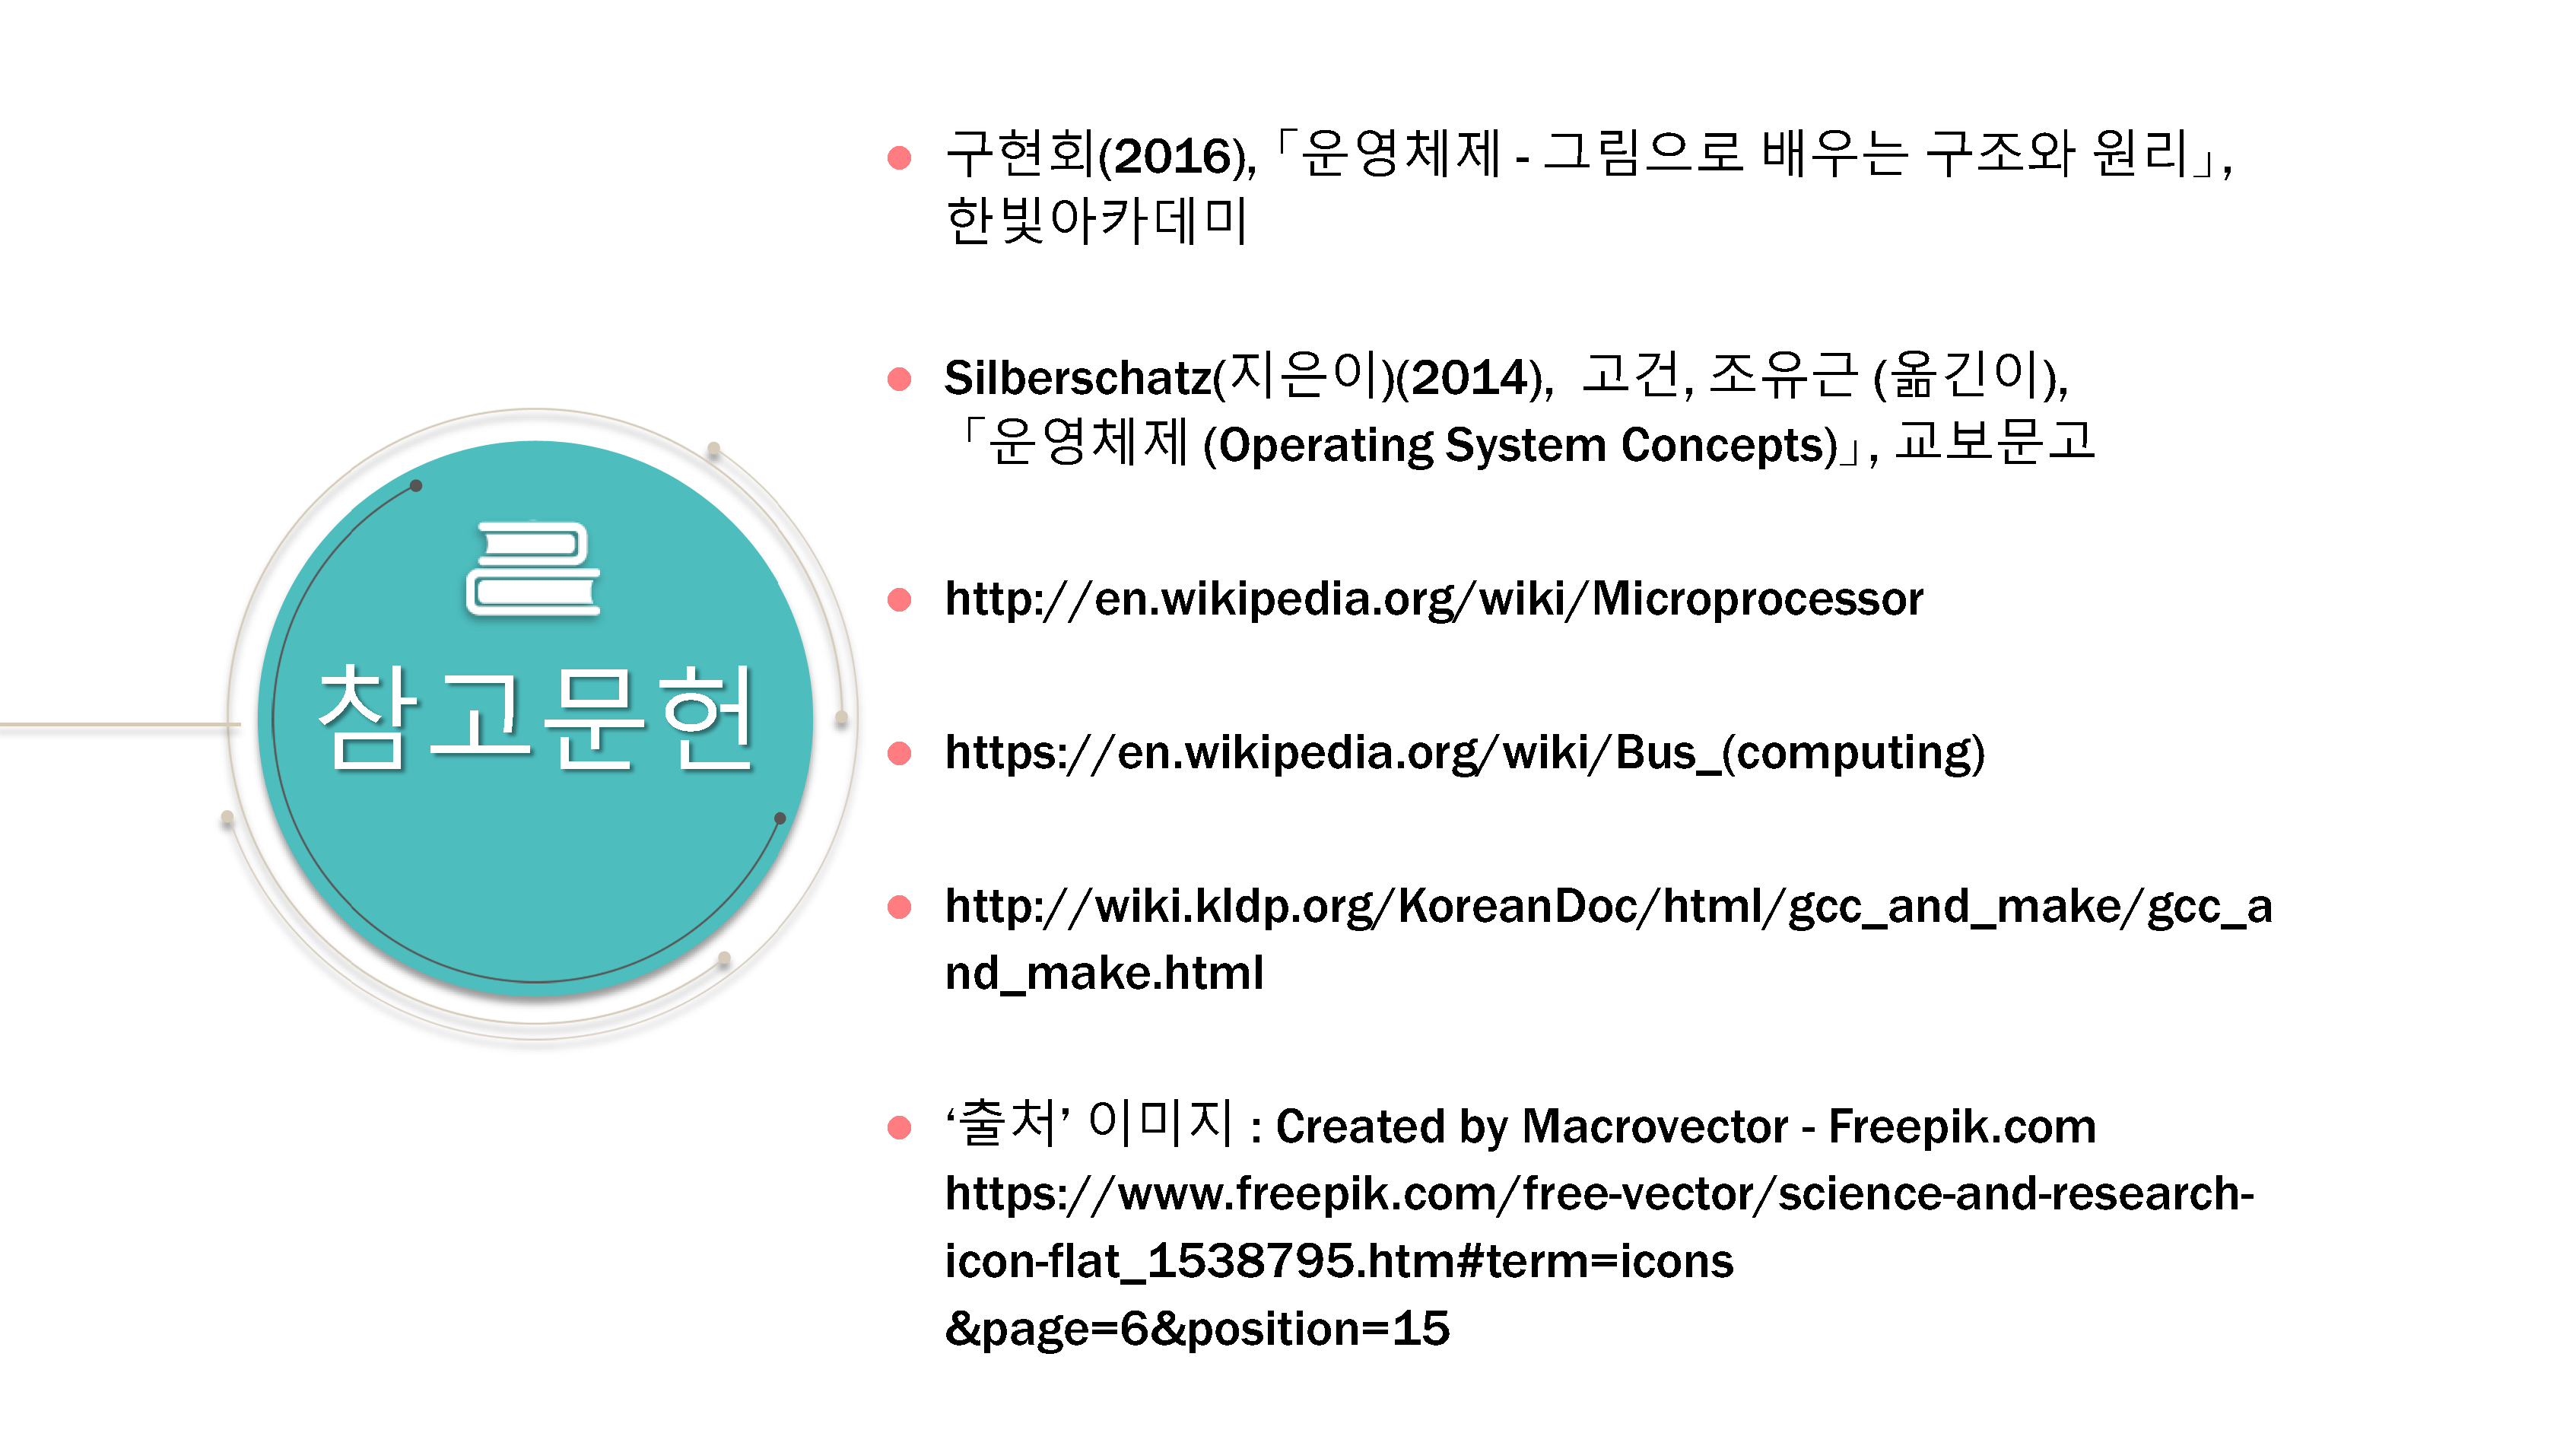 참고문헌
구현회(2016), 「운영체제 - 그림으로 배우는 구조와 원리」,
한빛아카데미
Silberschatz(지은이)(2014), 고건, 조유근 (옮긴이),
「운영체제 (Operating System Concepts)」, 교보문고
http://en.wikipedia.org/wiki/Microprocessor
https://en.wikipedia.org/wiki/Bus_(computing)
http://wiki.kldp.org/KoreanDoc/html/gcc_and_make/gcc_a
nd_make.html
‘출처’ 이미지 : Created by Macrovector - Freepik.com
https://www.freepik.com/free-vector/science-and-research-
icon-flat_1538795.htm#term=icons
&page=6&position=15